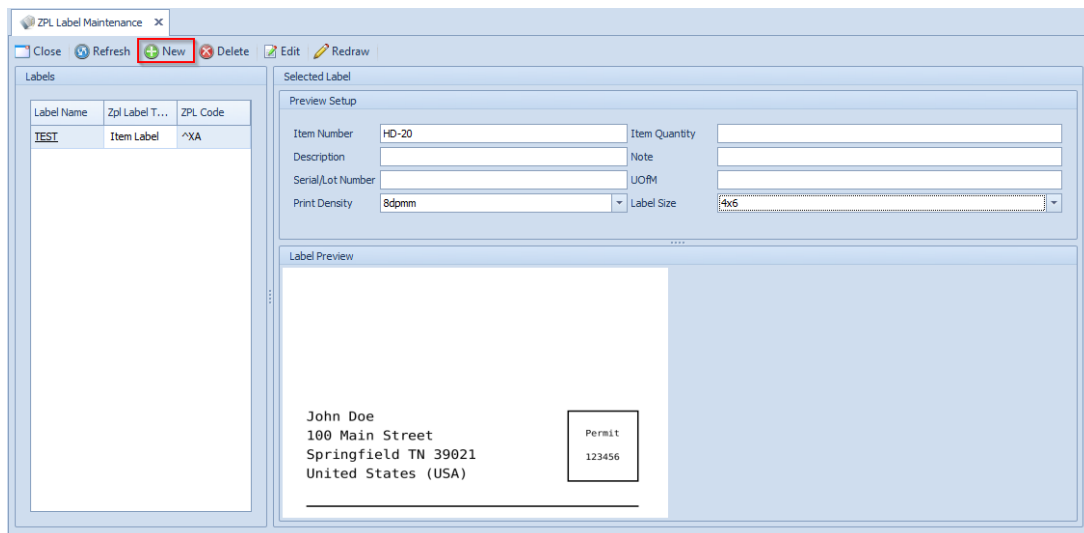 ZPL Label Maintenance x
Close Refresh New Delete Edit Redraw
Labels
Label Name Zpl Label T... ZPL Code
TEST Item Label ^XA
Selected Label
Preview Setup
Item Number HD-20 Item Quantity
Description Note
Serial/Lot Number UOfM
Print Density 8dpmm Label Size 4x6
Label Preview
John Doe
100 Main Street
Springfield TN 39021
United States (USA)
Permit
123456